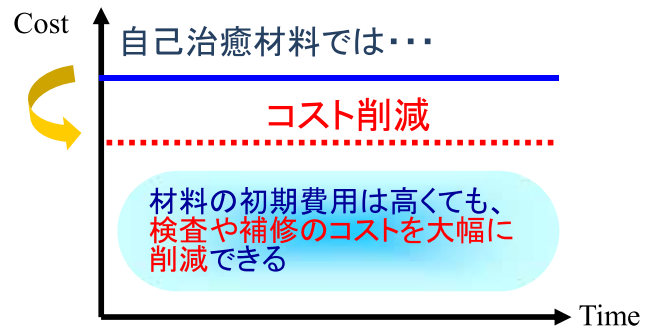 Cost
自己治癒材料では・・・
コスト削減
材料の初期費用は高くても、
検査や補修のコストを大幅に
削減できる
Time